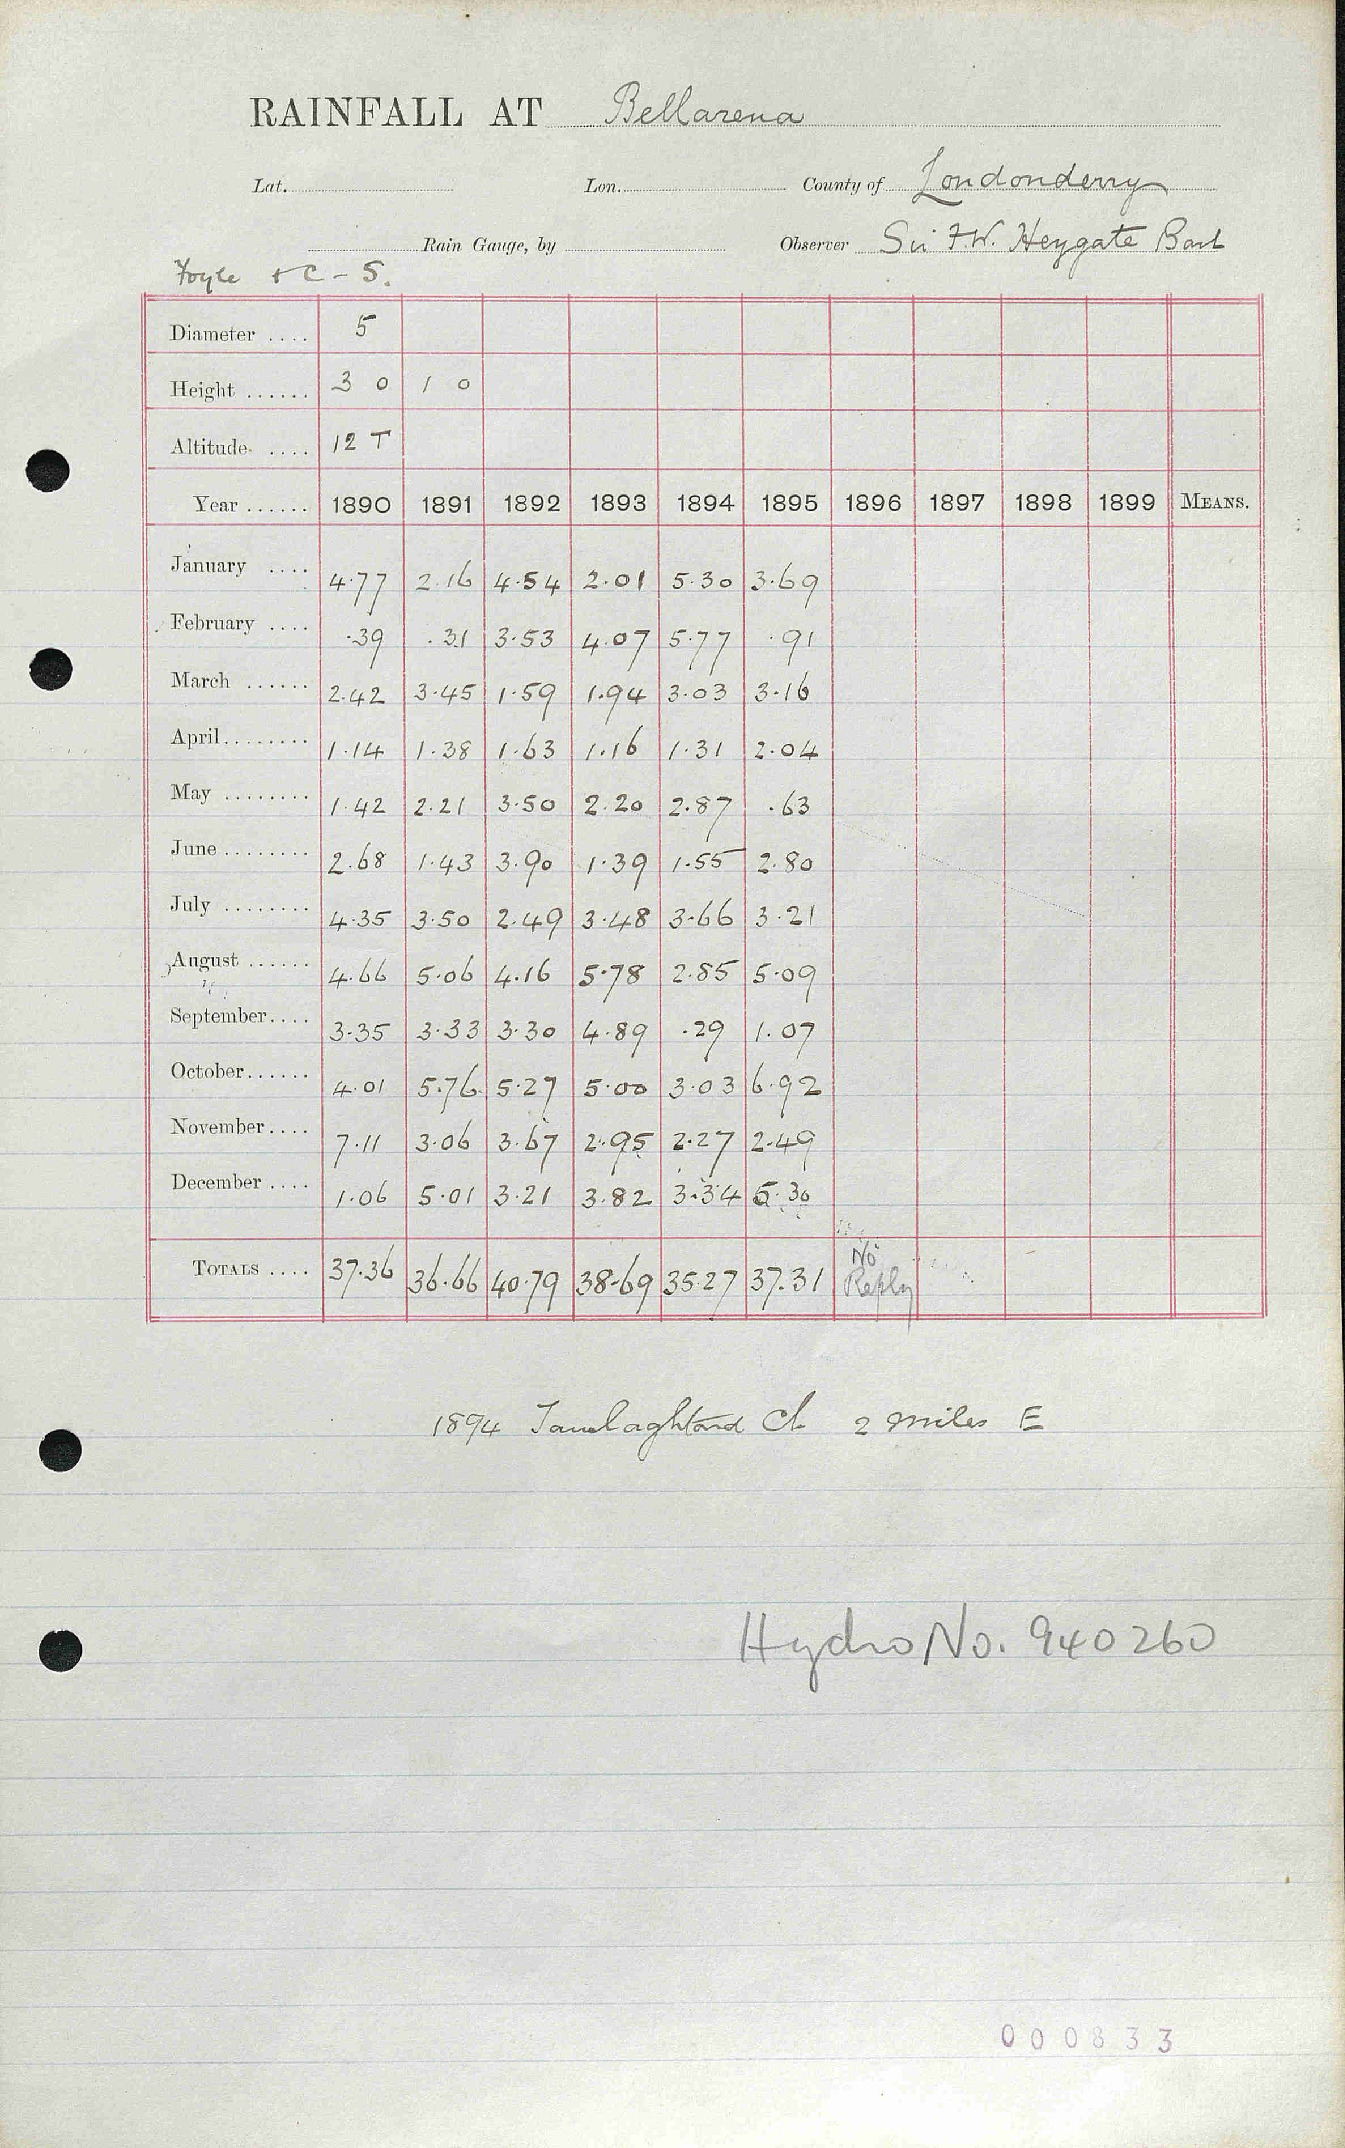 RAINFALL AT Bellarena
Lat. Lon. County of Londonderry
Rain Gauge, by Observer Sir F.W. Heygate Bart
Foyle & C - 5.
Diameter .... 5
Height ...... 3 0 1 0
Altitude .... 12 T
Year ...... 1890 1891 1892 1893 1894 1895 1896 1897 1898 1899 MEANS.
January .... 4.77 2.16 4.54 2.01 5.30 3.69
February .... .39 .31 3.53 4.07 5.77 .91
March ...... 2.42 3.45 1.59 1.94 3.03 3.16
April........ 1.14 1.38 1.63 1.16 1.31 2.04
May ........ 1.42 2.21 3.50 2.20 2.87 .63
June ........ 2.68 1.43 3.90 1.39 1.55 2.80
July ........ 4.35 3.50 2.49 3.48 3.66 3.21
August ...... 4.66 5.06 4.16 5.78 2.85 5.09
September.... 3.35 3.33 3.30 4.89 .29 1.07
October...... 4.01 5.76 5.27 5.00 3.03 6.92
November.... 7.11 3.06 3.67 2.95 2.27 2.49
December .... 1.06 5.01 3.21 3.82 3.34 5.30
TOTALS .... 37.36 36.66 40.79 38.69 35.27 37.31 No Reply
1894 Tamlaghtard Ch 2 miles E
Hydro No. 940260
000833